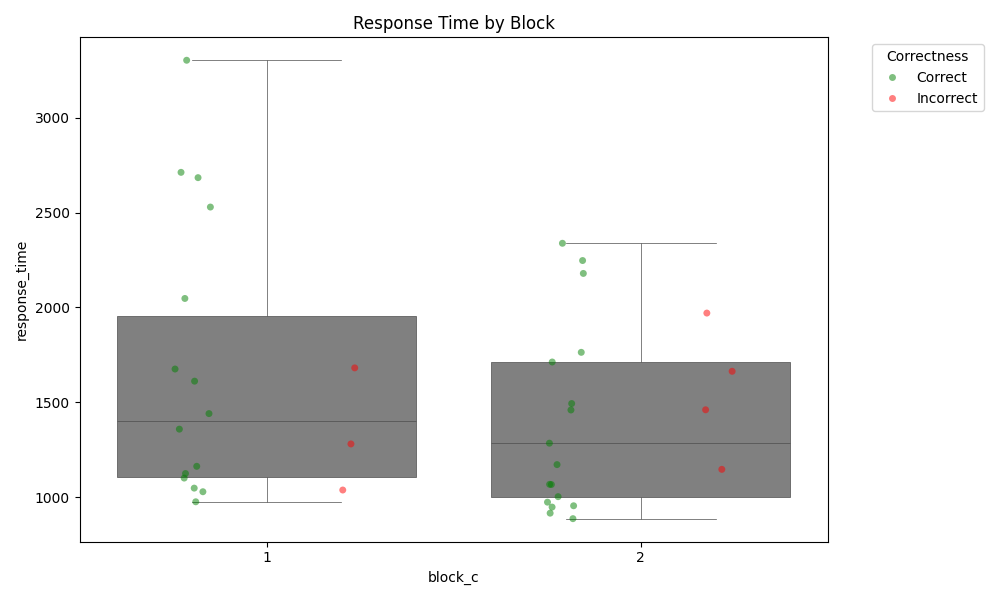 Response Time by Block
Correctness
Correct
Incorrect
response_time
3000
2500
2000
1500
1000
1
2
block_c